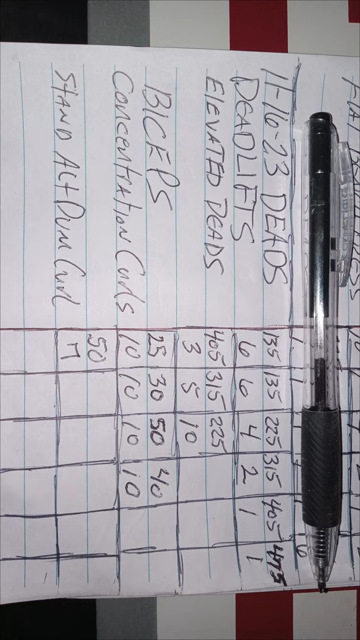 11-16-23 DEADS 135 135 225 315 405 475
DEADLIFTS 6 6 4 2 1 1
405 315 225
ELEVATED DEADS 3 5 10
BICEPS 25 30 50 40
Concentration Curls 10 10 10 10
50
STAND Alt Dum Curl 7